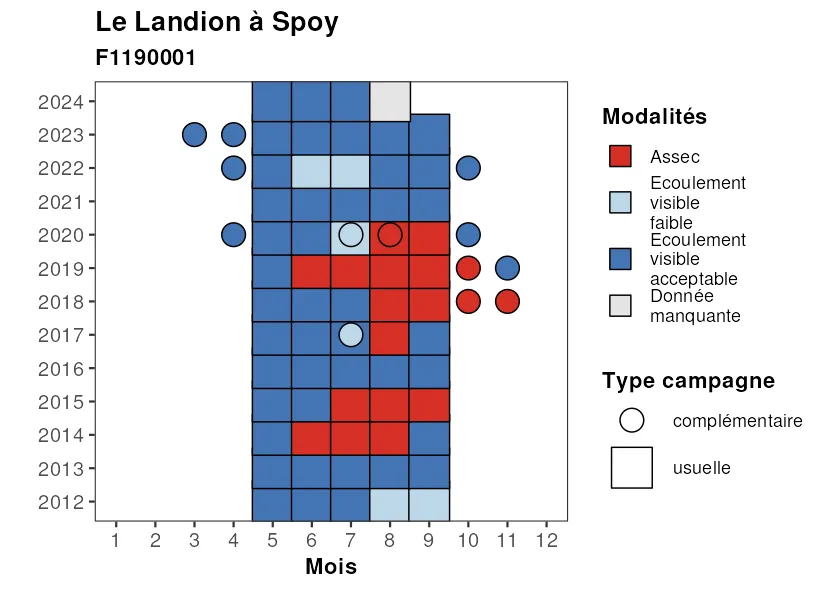 Le Landion à Spoy
F1190001
2024
2023
2022
2021
2020
2019
2018
2017
2016
2015
2014
2013
2012
1 2 3 4 5 6 7 8 9 10 11 12
Mois
Modalités
Assec
Ecoulement
visible
faible
Ecoulement
visible
acceptable
Donnée
manquante
Type campagne
complémentaire
usuelle